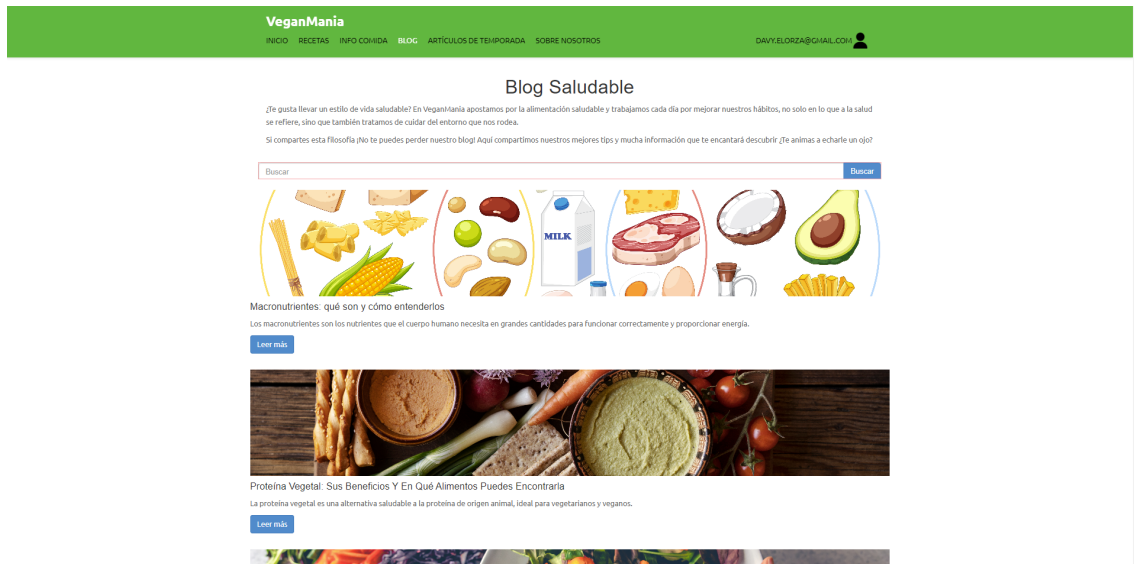 VeganMania
INICIO RECETAS INFO COMIDA BLOG ARTÍCULOS DE TEMPORADA SOBRE NOSOTROS DAVY.ELORZA@GMAIL.COM
Blog Saludable
¿Te gusta llevar un estilo de vida saludable? En VeganMania apostamos por la alimentación saludable y trabajamos cada día por mejorar nuestros hábitos, no solo en lo que a la salud
se refiere, sino que también tratamos de cuidar del entorno que nos rodea.
Si compartes esta filosofía ¡No te puedes perder nuestro blog! Aquí compartimos nuestros mejores tips y mucha información que te encantará descubrir ¿Te animas a echarle un ojo?
Buscar Buscar
MILK
Macronutrientes: qué son y cómo entenderlos
Los macronutrientes son los nutrientes que el cuerpo humano necesita en grandes cantidades para funcionar correctamente y proporcionar energía.
Leer más
Proteína Vegetal: Sus Beneficios Y En Qué Alimentos Puedes Encontrarla
La proteína vegetal es una alternativa saludable a la proteína de origen animal, ideal para vegetarianos y veganos.
Leer más